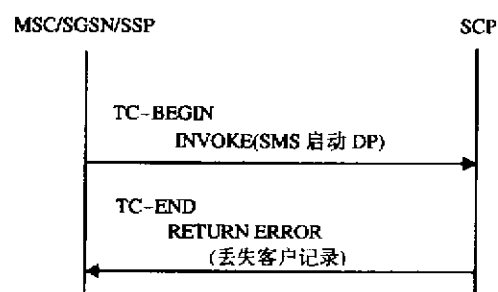 MSC/SGSN/SSP
SCP
TC-BEGIN
INVOKE(SMS 启动 DP)
TC-END
RETURN ERROR
(丢失客户记录)